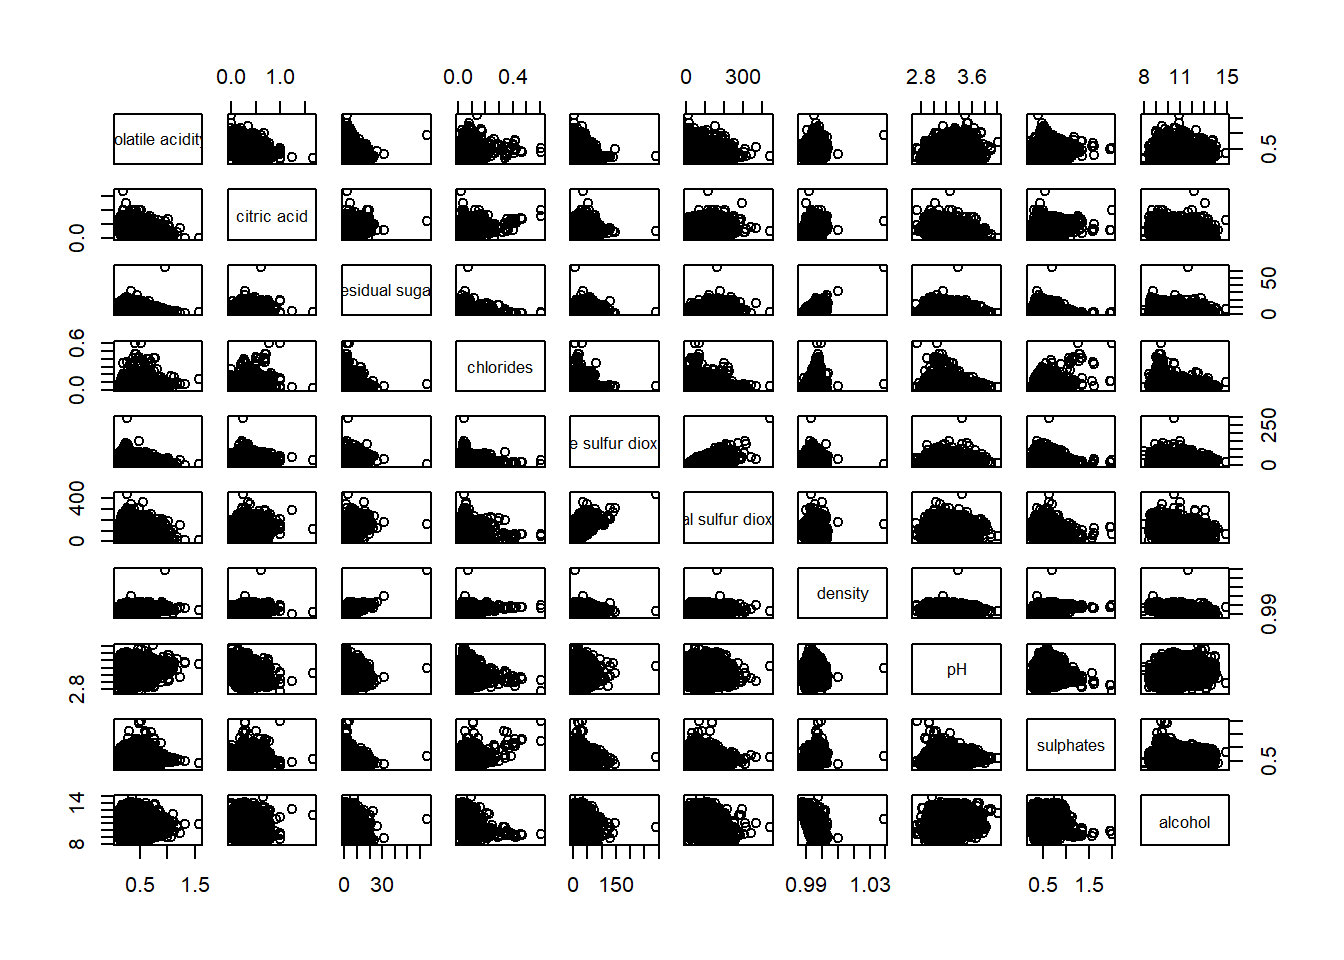 0.0 1.0 0.0 0.4 0 300 2.8 3.6 8 11 15
olatile acidity 0.5
0.0 citric acid
esidual suga 0 50
0.0 0.6 chlorides
e sulfur diox 0 250
0 400 al sulfur diox
density 0.99
2.8 pH
sulphates 0.5
8 14 alcohol
0.5 1.5 0 30 0 150 0.99 1.03 0.5 1.5